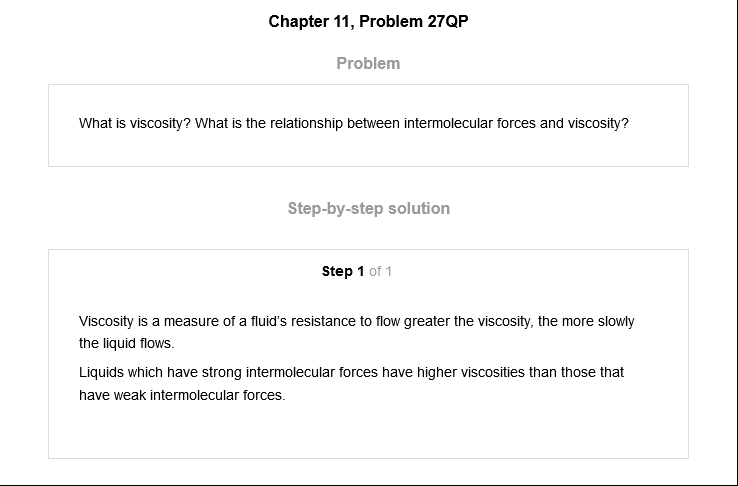 Chapter 11, Problem 27QP
Problem
What is viscosity? What is the relationship between intermolecular forces and viscosity?
Step-by-step solution
Step 1 of 1
Viscosity is a measure of a fluid's resistance to flow greater the viscosity, the more slowly
the liquid flows.
Liquids which have strong intermolecular forces have higher viscosities than those that
have weak intermolecular forces.